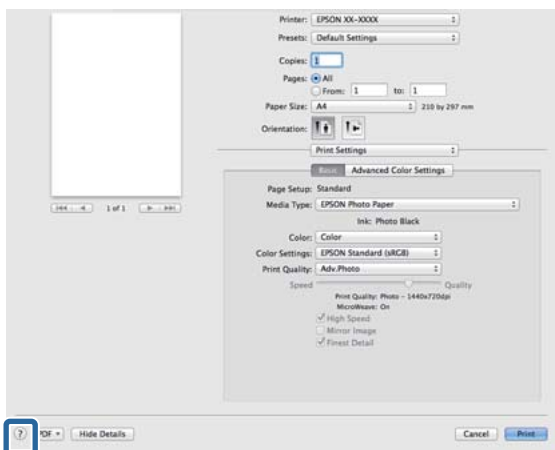 Printer: EPSON XX-XXXX
Presets: Default Settings
Copies: 1
Pages: All
From: 1 to: 1
Paper Size: A4 210 by 297 mm
Orientation:
Print Settings
Basic Advanced Color Settings
Page Setup: Standard
Media Type: EPSON Photo Paper
Ink: Photo Black
Color: Color
Color Settings: EPSON Standard (sRGB)
Print Quality: Adv.Photo
Speed Quality
Print Quality: Photo - 1440x720dpi
MicroWeave: On
High Speed
Mirror Image
Finest Detail
1 of 1
? PDF Hide Details Cancel Print